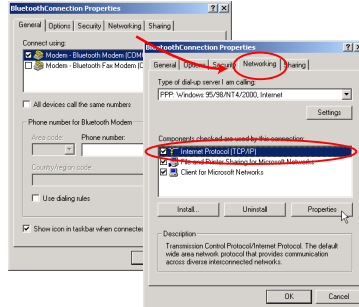 BluetoothConnection Properties
General Options Security Networking Sharing
Connect using:
Modem - Bluetooth Modem (COM
Modem - Bluetooth Fax Modem (C
All devices call the same numbers
Phone number for Bluetooth Modem
Area code: Phone number:
Country/region code:
Use dialing rules
Show icon in taskbar when connected
BluetoothConnection Properties
General Options Security Networking Sharing
Type of dial-up server I am calling:
PPP: Windows 95/98/NT4/2000, Internet
Settings
Components checked are used by this connection:
Internet Protocol (TCP/IP)
File and Printer Sharing for Microsoft Networks
Client for Microsoft Networks
Install... Uninstall Properties
Description
Transmission Control Protocol/Internet Protocol. The default
wide area network protocol that provides communication
across diverse interconnected networks.
OK Cancel